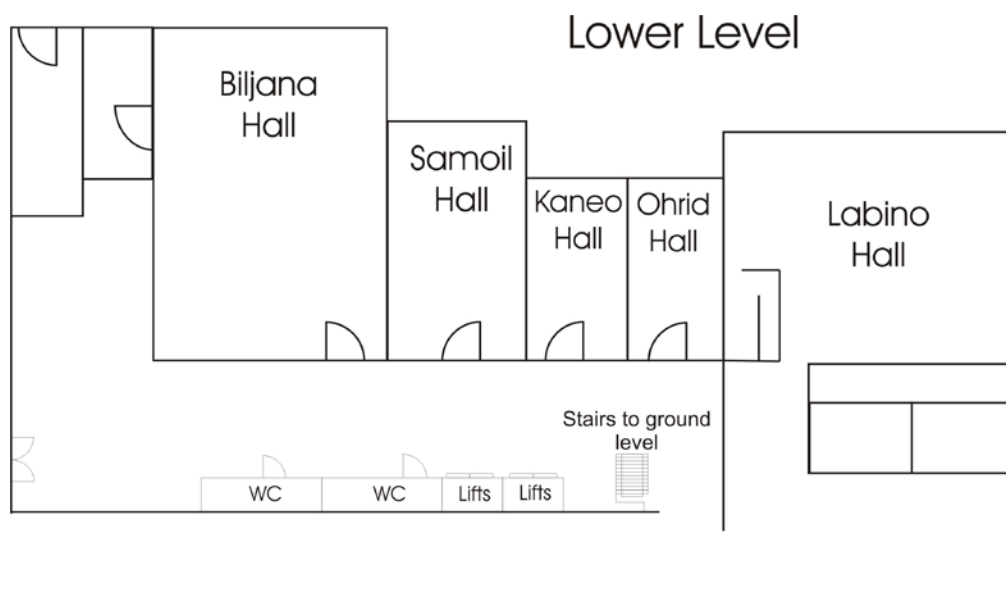 Lower Level
Biljana
Hall
Samoil
Hall
Kaneo
Hall
Ohrid
Hall
Labino
Hall
Stairs to ground
level
WC
WC
Lifts
Lifts